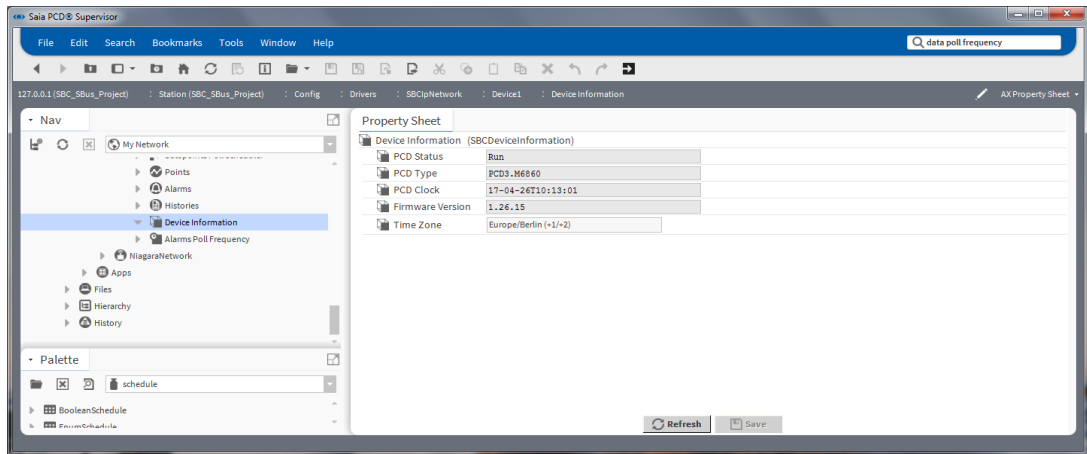 Saia PCD® Supervisor
File Edit Search Bookmarks Tools Window Help
data poll frequency
127.0.0.1 (SBC_SBus_Project) : Station (SBC_SBus_Project) : Config : Drivers : SBCIpNetwork : Device1 : Device Information
AX Property Sheet
Nav
My Network
Points
Alarms
Histories
Device Information
Alarms Poll Frequency
NiagaraNetwork
Apps
Files
Hierarchy
History
Palette
schedule
BooleanSchedule
EnumSchedule
Property Sheet
Device Information (SBCDeviceInformation)
PCD Status Run
PCD Type PCD3.M6860
PCD Clock 17-04-26T10:13:01
Firmware Version 1.26.15
Time Zone Europe/Berlin (+1/+2)
Refresh Save